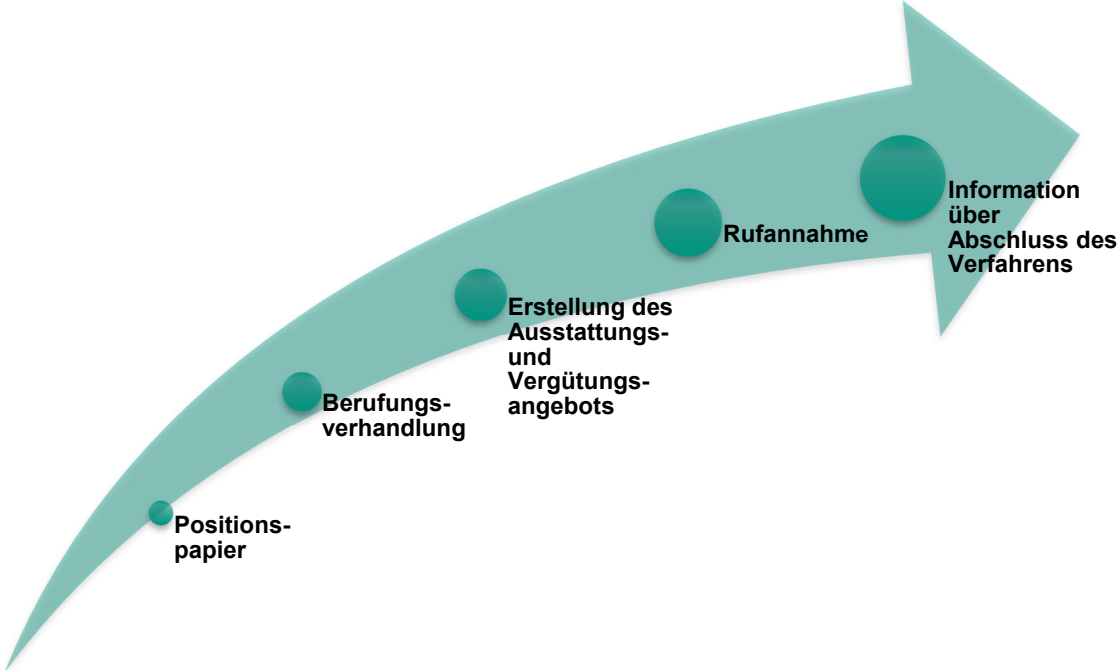 Positions-
papier
Berufungs-
verhandlung
Erstellung des
Ausstattungs-
und
Vergütungs-
angebots
Rufannahme
Information
über
Abschluss des
Verfahrens